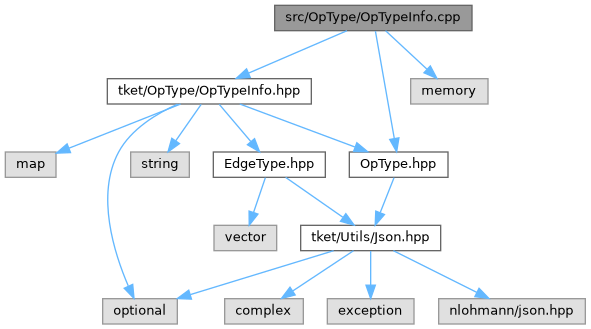 src/OpType/OpTypeInfo.cpp
tket/OpType/OpTypeInfo.hpp
memory
map
string
EdgeType.hpp
OpType.hpp
vector
tket/Utils/Json.hpp
optional
complex
exception
nlohmann/json.hpp